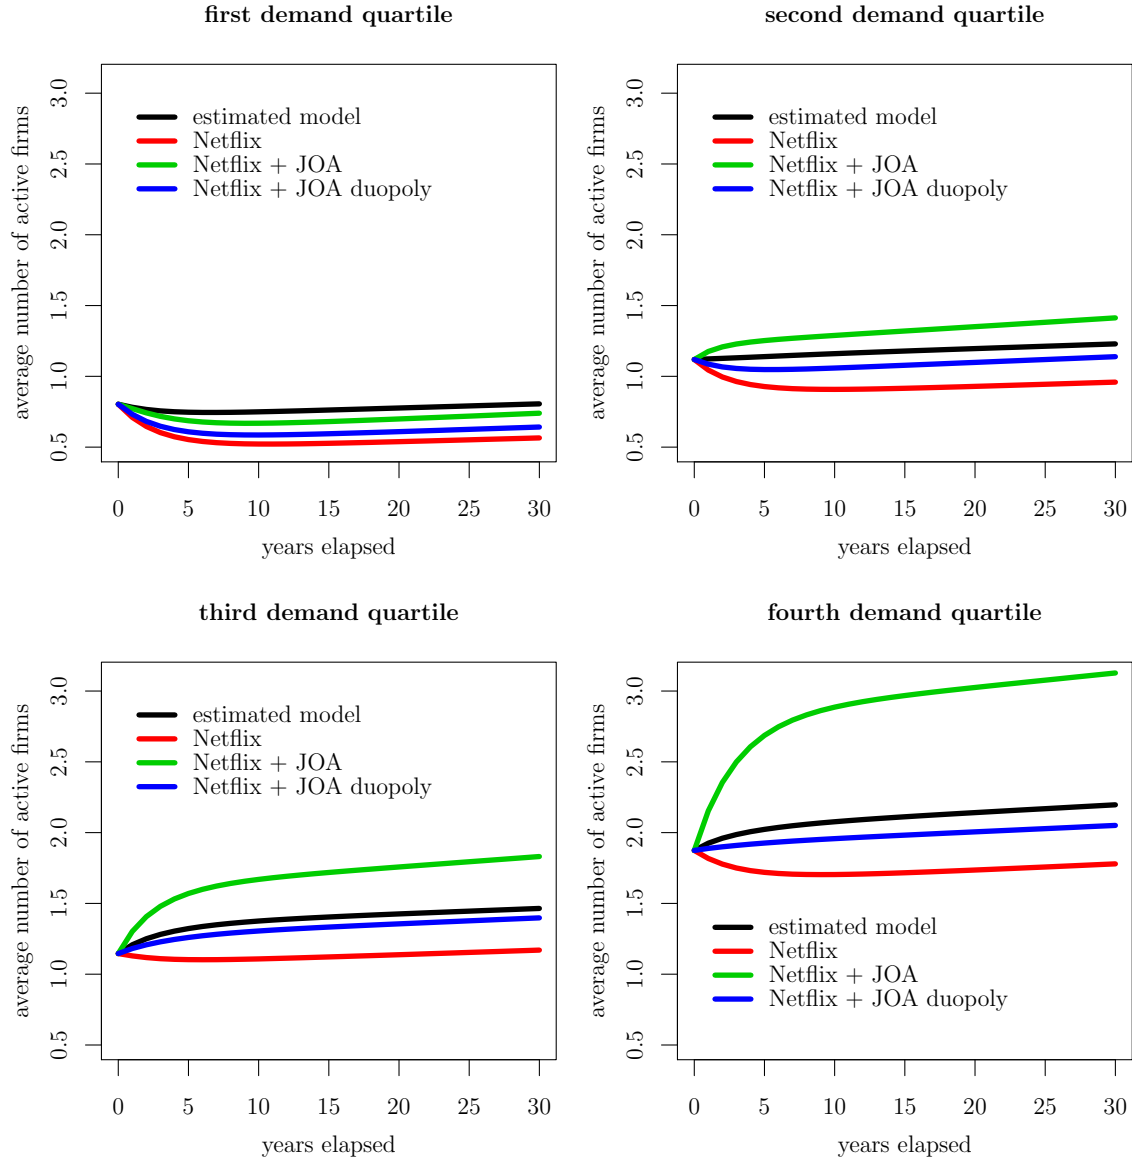 first demand quartile
average number of active firms
3.0
2.5
2.0
1.5
1.0
0.5
estimated model
Netflix
Netflix + JOA
Netflix + JOA duopoly
0 5 10 15 20 25 30
years elapsed
second demand quartile
average number of active firms
3.0
2.5
2.0
1.5
1.0
0.5
estimated model
Netflix
Netflix + JOA
Netflix + JOA duopoly
0 5 10 15 20 25 30
years elapsed
third demand quartile
average number of active firms
3.0
2.5
2.0
1.5
1.0
0.5
estimated model
Netflix
Netflix + JOA
Netflix + JOA duopoly
0 5 10 15 20 25 30
years elapsed
fourth demand quartile
average number of active firms
3.0
2.5
2.0
1.5
1.0
0.5
estimated model
Netflix
Netflix + JOA
Netflix + JOA duopoly
0 5 10 15 20 25 30
years elapsed